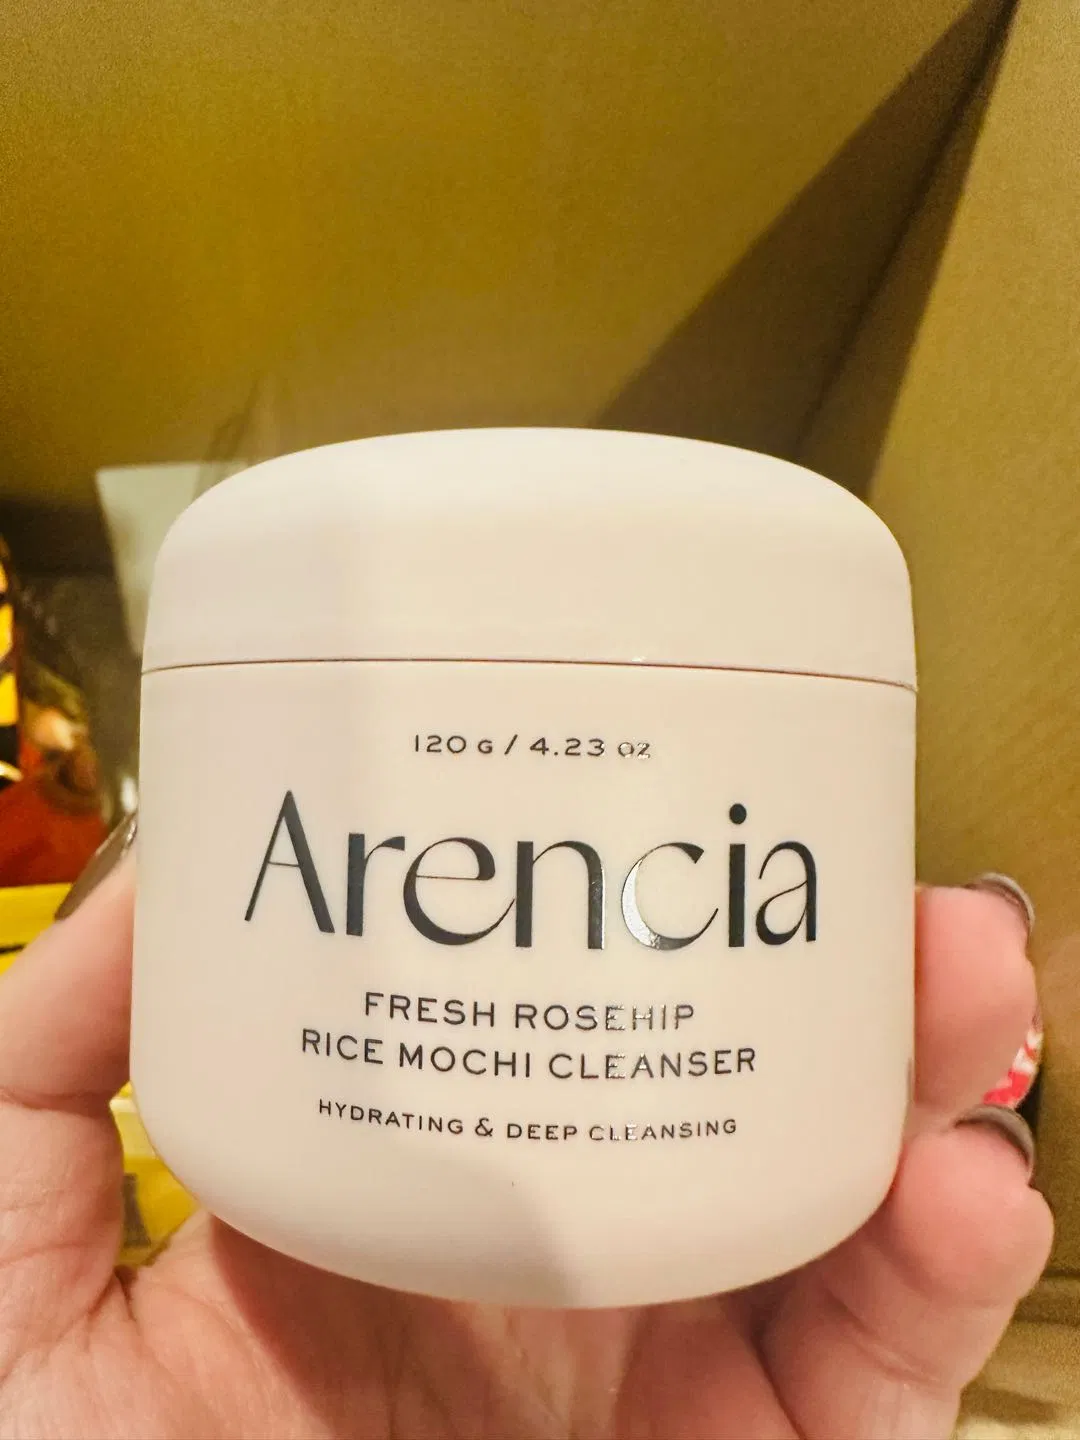 120 G / 4.23 OZ
Arencia
FRESH ROSEHIP
RICE MOCHI CLEANSER
HYDRATING & DEEP CLEANSING